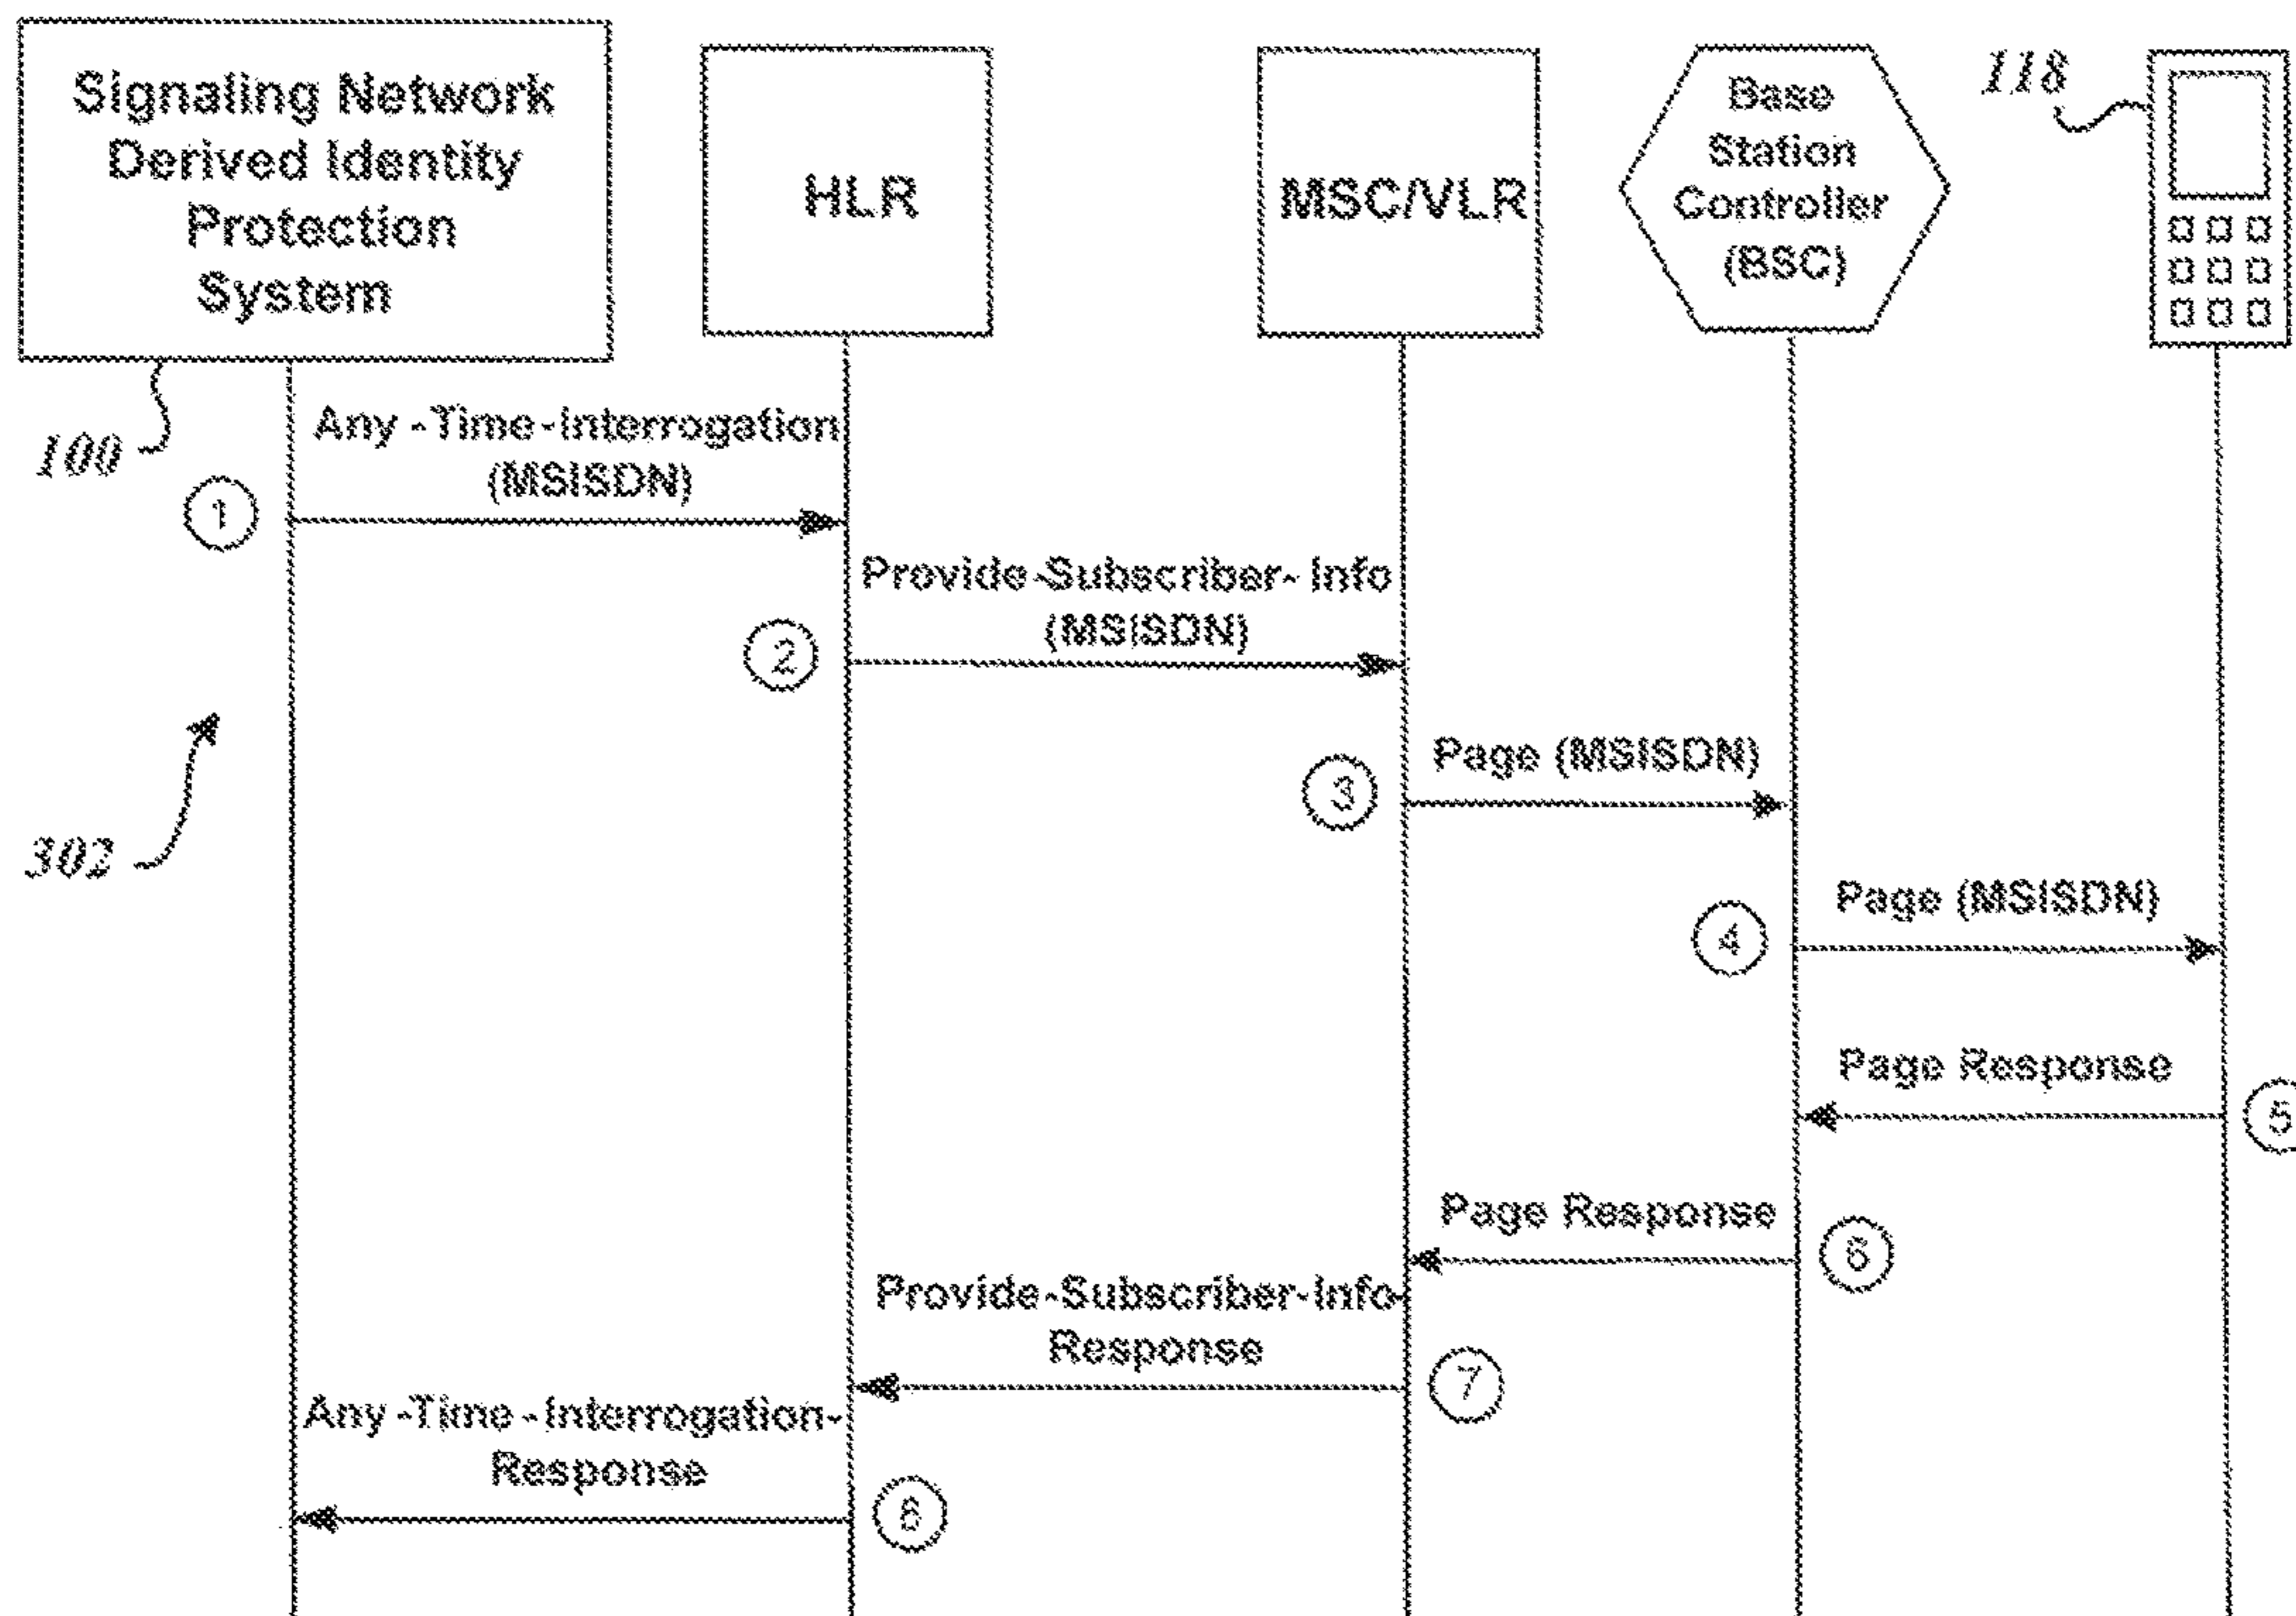 Signaling Network
Derived Identity
Protection
System
HLR
MSC/VLR
Base
Station
Controller
(BSC)
118
100
Any -Time-Interrogation
(MSISDN)
1
Provide-Subscriber- Info
(MSISDN)
2
302
Page (MSISDN)
3
Page (MSISDN)
4
Page Response
5
Page Response
6
Provide-Subscriber-Info-
Response
7
Any -Time -Interrogation-
Response